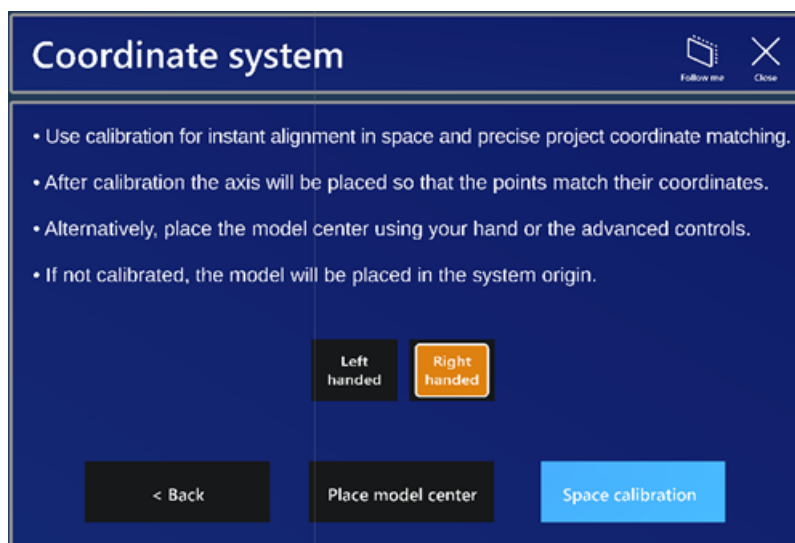 Coordinate system
Follow me
Close
• Use calibration for instant alignment in space and precise project coordinate matching.
• After calibration the axis will be placed so that the points match their coordinates.
• Alternatively, place the model center using your hand or the advanced controls.
• If not calibrated, the model will be placed in the system origin.
Left
handed
Right
handed
< Back
Place model center
Space calibration